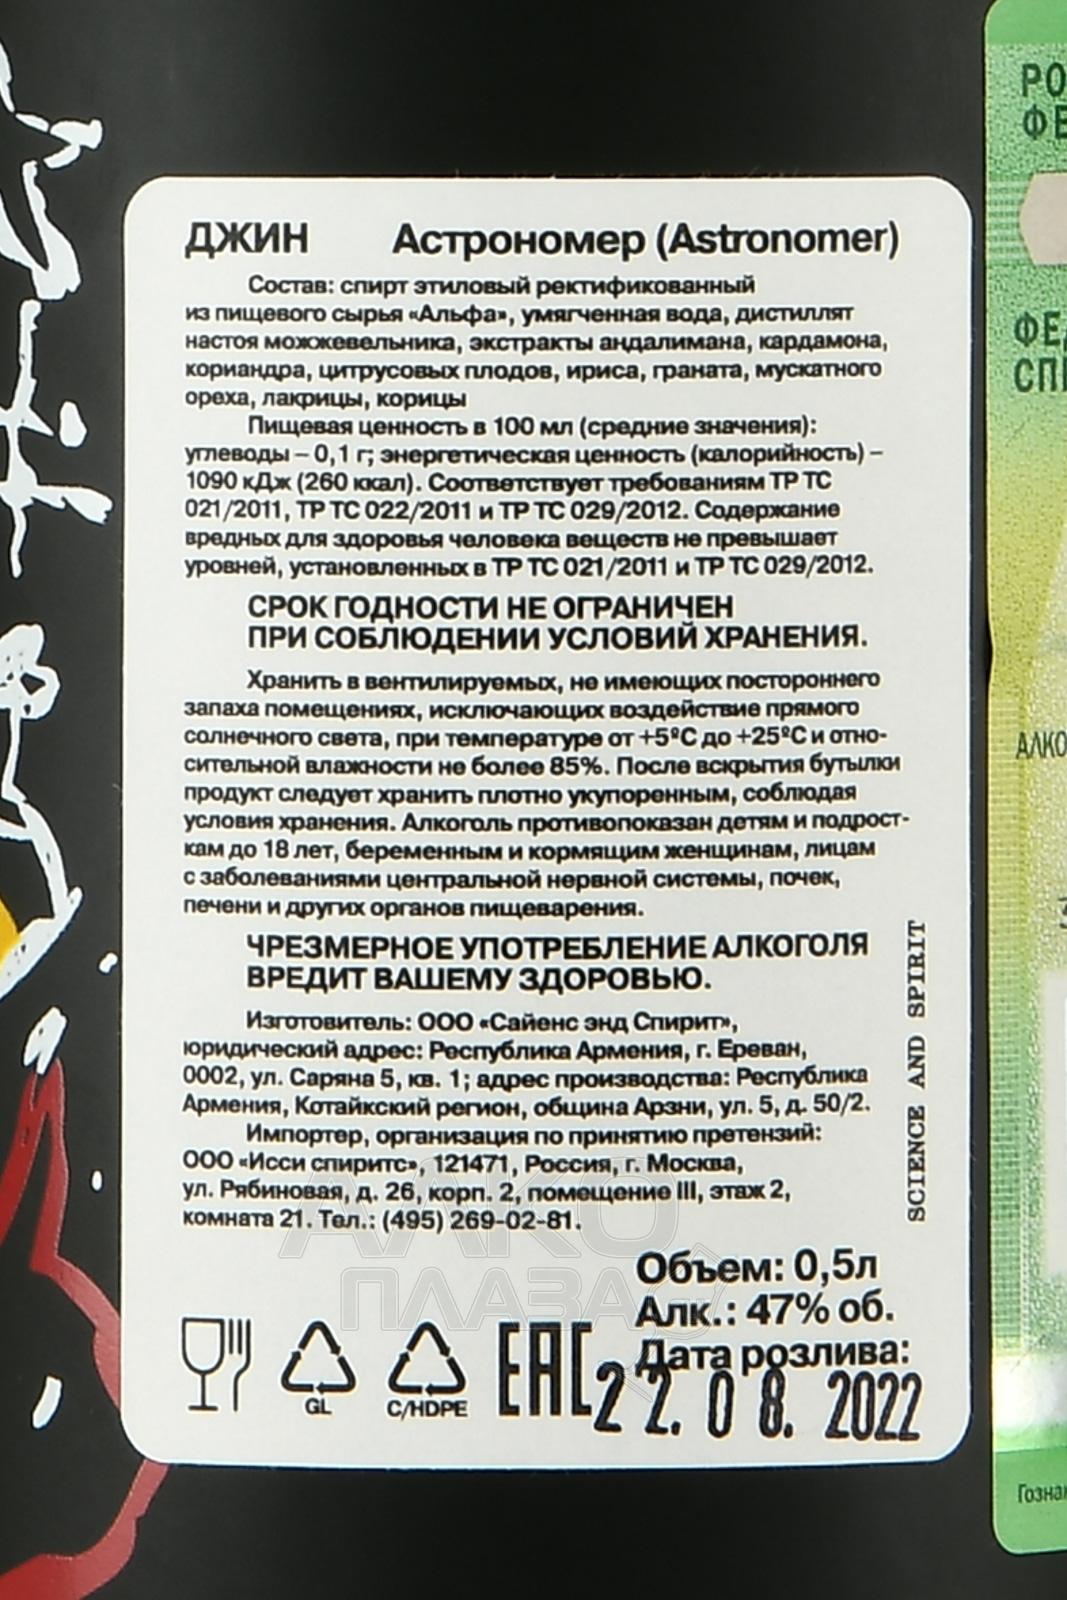 ДЖИН Астрономер (Astronomer)
Состав: спирт этиловый ректификованный
из пищевого сырья «Альфа», умягченная вода, дистиллят
настоя можжевельника, экстракты андалимана, кардамона,
кориандра, цитрусовых плодов, ириса, граната, мускатного
ореха, лакрицы, корицы
Пищевая ценность в 100 мл (средние значения):
углеводы – 0,1 г; энергетическая ценность (калорийность) –
1090 кДж (260 ккал). Соответствует требованиям ТР ТС
021/2011, ТР ТС 022/2011 и ТР ТС 029/2012. Содержание
вредных для здоровья человека веществ не превышает
уровней, установленных в ТР ТС 021/2011 и ТР ТС 029/2012.
СРОК ГОДНОСТИ НЕ ОГРАНИЧЕН
ПРИ СОБЛЮДЕНИИ УСЛОВИЙ ХРАНЕНИЯ.
Хранить в вентилируемых, не имеющих постороннего
запаха помещениях, исключающих воздействие прямого
солнечного света, при температуре от +5ºС до +25ºС и отно-
сительной влажности не более 85%. После вскрытия бутылки
продукт следует хранить плотно укупоренным, соблюдая
условия хранения. Алкоголь противопоказан детям и подрост-
кам до 18 лет, беременным и кормящим женщинам, лицам
с заболеваниями центральной нервной системы, почек,
печени и других органов пищеварения.
ЧРЕЗМЕРНОЕ УПОТРЕБЛЕНИЕ АЛКОГОЛЯ
ВРЕДИТ ВАШЕМУ ЗДОРОВЬЮ.
Изготовитель: ООО «Сайенс энд Спирит»,
юридический адрес: Республика Армения, г. Ереван,
0002, ул. Саряна 5, кв. 1; адрес производства: Республика
Армения, Котайкский регион, община Арзни, ул. 5, д. 50/2.
Импортер, организация по принятию претензий:
ООО «Исси спиритс», 121471, Россия, г. Москва,
ул. Рябиновая, д. 26, корп. 2, помещение III, этаж 2,
комната 21. Тел.: (495) 269-02-81.
SCIENCE AND SPIRIT
АЛКО
ПЛАЗА
Объем: 0,5л
Алк.: 47% об.
Дата розлива:
22.08.2022
GL
C/HDPE
EAC
РО
ФЕ
ФЕД
СПИ
АЛКО
Гозна